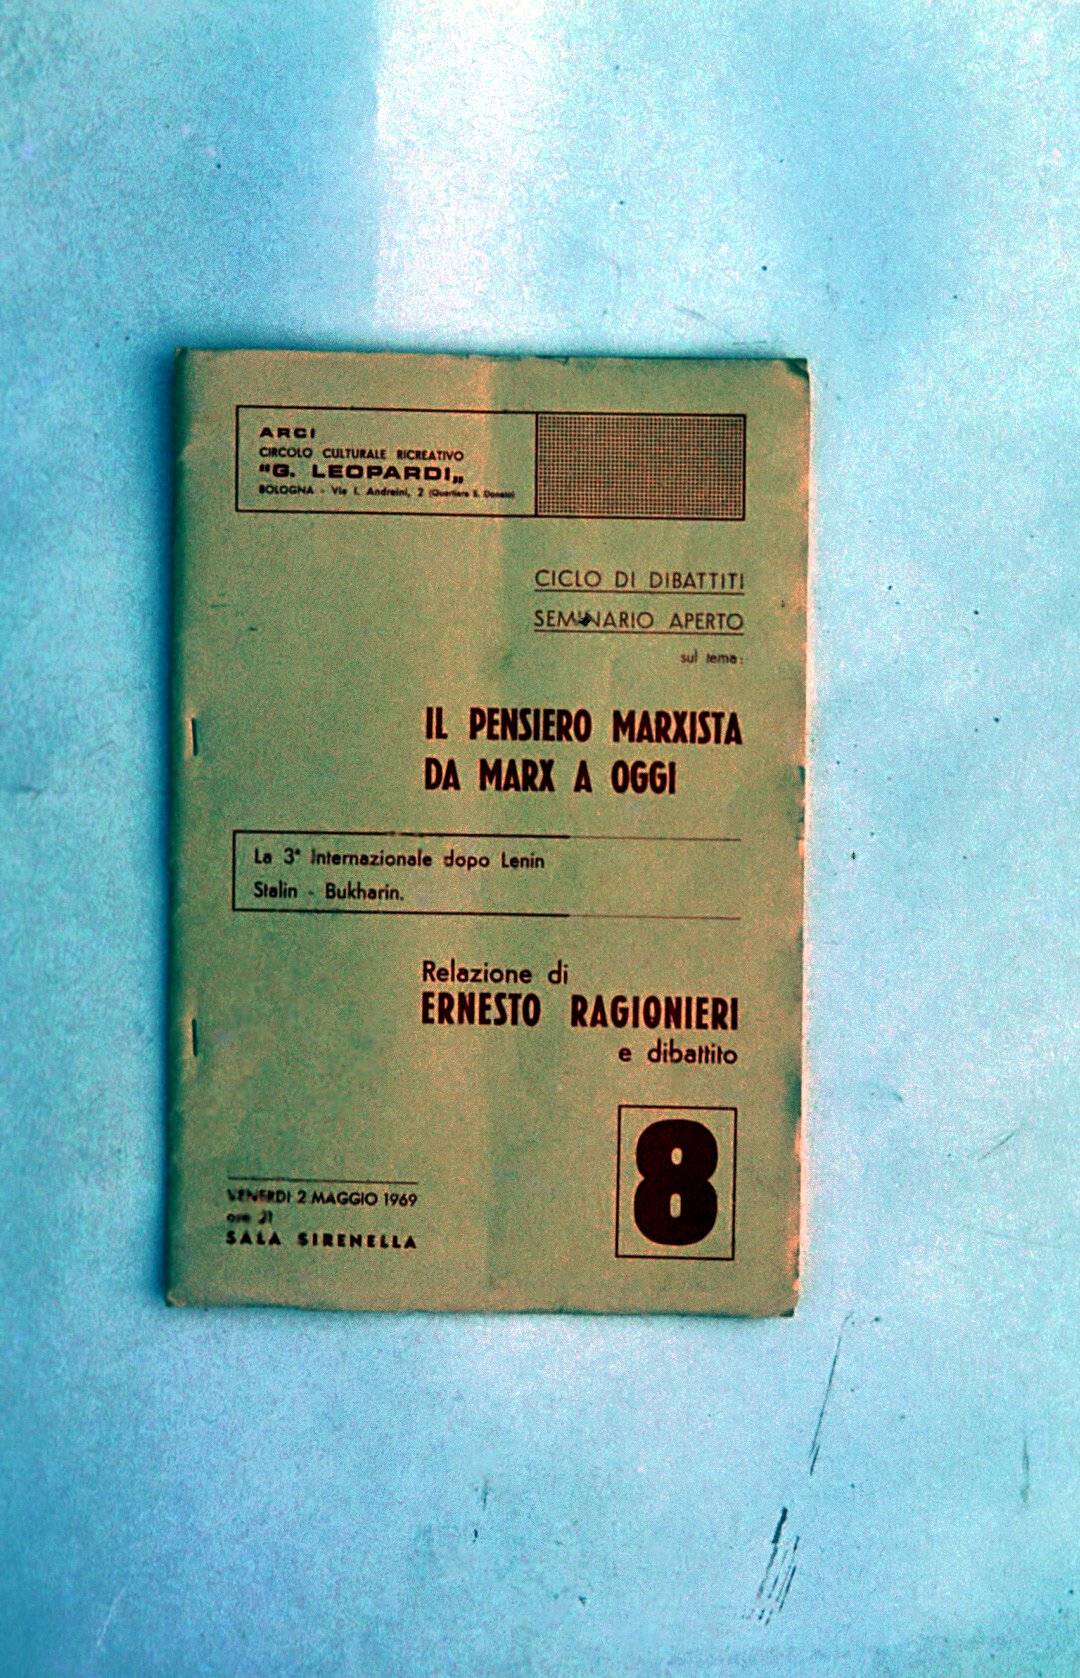 ARCI
CIRCOLO CULTURALE RICREATIVO
"G. LEOPARDI„
BOLOGNA - Via I. Andreini, 2 (Quartiere S. Donato)
CICLO DI DIBATTITI
SEMINARIO APERTO
sul tema:
IL PENSIERO MARXISTA
DA MARX A OGGI
La 3ª Internazionale dopo Lenin
Stalin - Bukharin.
Relazione di
ERNESTO RAGIONIERI
e dibattito
8
VENERDI 2 MAGGIO 1969
ore 21
SALA SIRENELLA